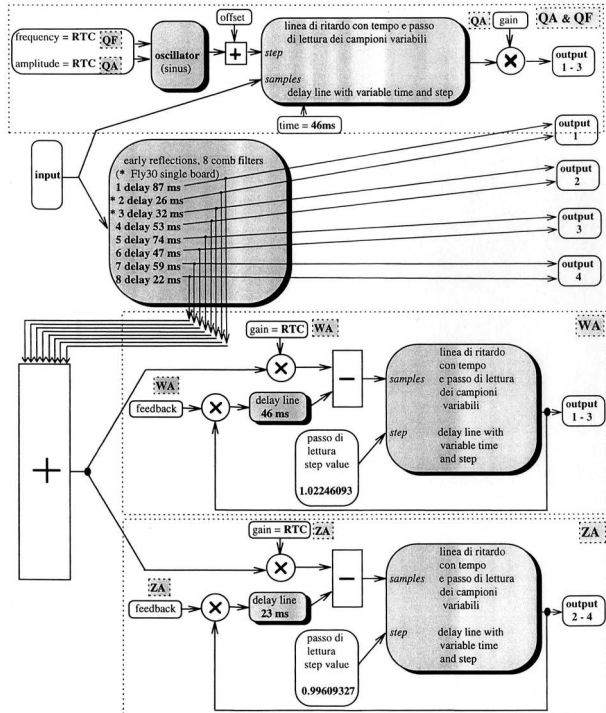 offset
QA
gain
QA & QF
linea di ritardo con tempo e passo
di lettura dei campioni variabili
frequency = RTC QF
amplitude = RTC QA
oscillator
(sinus)
+
step
samples
×
output
1 - 3
delay line with variable time and step
time = 46ms
input
output
1
early reflections, 8 comb filters
(* Fly30 single board)
1 delay 87 ms
* 2 delay 26 ms
* 3 delay 32 ms
4 delay 53 ms
5 delay 74 ms
6 delay 47 ms
7 delay 59 ms
8 delay 22 ms
output
2
output
3
output
4
gain = RTC WA
WA
linea di ritardo
con tempo
e passo di lettura
dei campioni
variabili
×
−
samples
WA
feedback
×
delay line
46 ms
output
1 - 3
passo di
lettura
step value
1.02246093
step
delay line with
variable time
and step
+
gain = RTC ZA
ZA
linea di ritardo
con tempo
e passo di lettura
dei campioni
variabili
×
−
samples
ZA
feedback
×
delay line
23 ms
output
2 - 4
passo di
lettura
step value
0.99609327
step
delay line with
variable time
and step